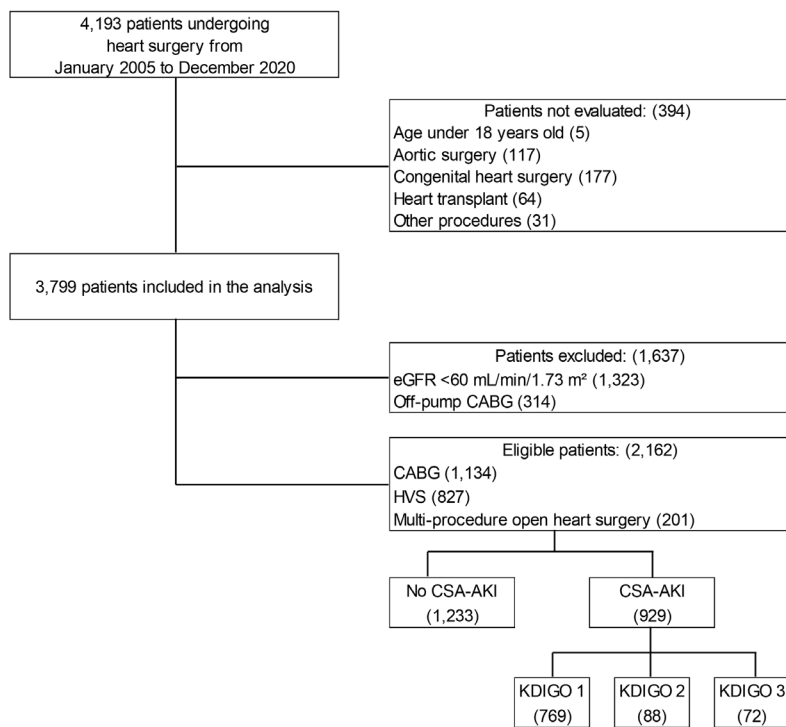 4,193 patients undergoing
heart surgery from
January 2005 to December 2020
Patients not evaluated: (394)
Age under 18 years old (5)
Aortic surgery (117)
Congenital heart surgery (177)
Heart transplant (64)
Other procedures (31)
3,799 patients included in the analysis
Patients excluded: (1,637)
eGFR <60 mL/min/1.73 m² (1,323)
Off-pump CABG (314)
Eligible patients: (2,162)
CABG (1,134)
HVS (827)
Multi-procedure open heart surgery (201)
No CSA-AKI
(1,233)
CSA-AKI
(929)
KDIGO 1
(769)
KDIGO 2
(88)
KDIGO 3
(72)